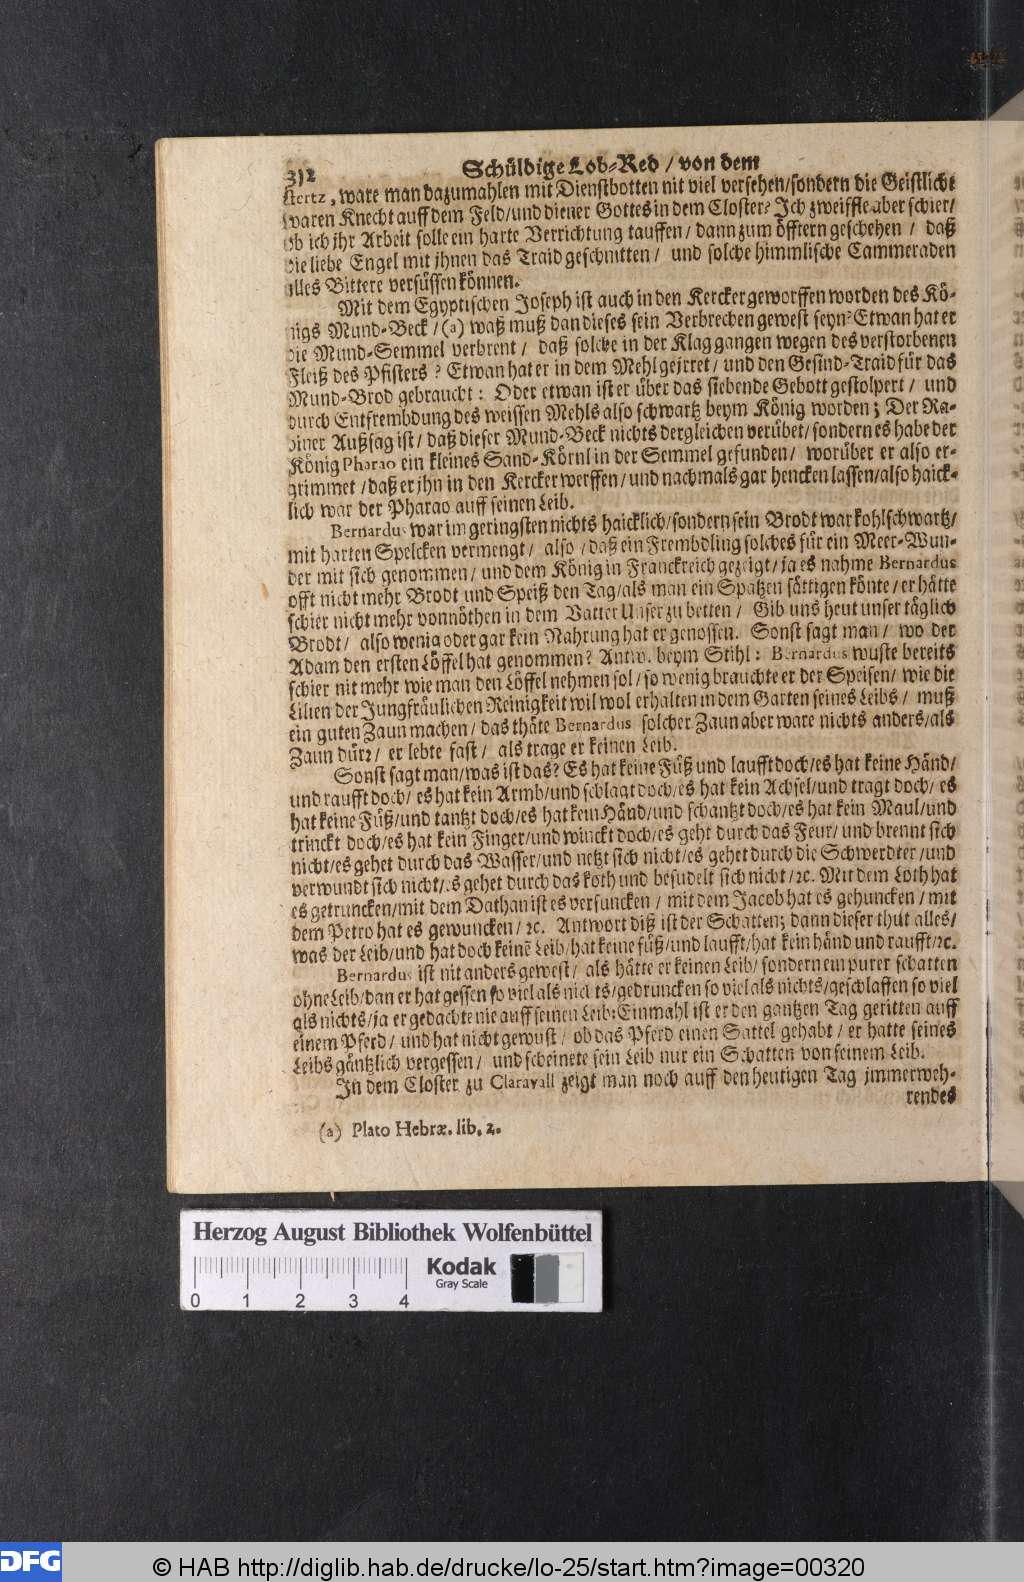 312
Schüldige Lob-Red / von dem
stertz, ware man dazumahlen mit Dienstbotten nit viel versehen/sondern die Geistliche
waren Knecht auff dem Feld/und diener Gottes in dem Closter? Jch zweiffle aber schier/
ob ich jhr Arbeit solle ein harte Verrichtung tauffen / dann zum öfftern geschehen / daß
die liebe Engel mit jhnen das Traid geschnitten / und solche himmlische Cammeraden
alles Bittere versüssen können.
Mit dem Egyptischen Joseph ist auch in den Kercker geworffen worden des Kö-
nigs Mund-Beck / (a) waß muß dan dieses sein Verbrechen gewest seyn? Etwan hat er
die Mund-Semmel verbrent / daß solche in der Klag gangen wegen des verstorbenen
Fleiß des Pfisters ? Etwan hat er in dem Mehl gejrret / und den Gesind-Traid für das
Mund-Brod gebraucht : Oder etwan ist er über das siebende Gebott gestolpert / und
durch Entfrembdung des weissen Mehls also schwartz beym König worden ; Der Ra-
biner Außsag ist / daß dieser Mund-Beck nichts dergleichen verübet/sondern es habe der
König Pharao ein kleines Sand-Körnl in der Semmel gefunden / worüber er also er-
grimmet / daß er jhn in den Kercker werffen / und nachmals gar hencken lassen/also haick-
lich war der Pharao auff seinen Leib.
Bernardus war im geringsten nichts haicklich/sondern sein Brodt war kohlschwartz/
mit harten Spelcken vermengt / also / daß ein Frembdling solches für ein Meer-Wun-
der mit sich genommen / und dem König in Franckreich gezeigt / ja es nahme Bernardus
offt nicht mehr Brodt und Speiß den Tag/als man ein Spatzen sättigen könte / er hätte
schier nicht mehr vonnöthen in dem Vatter Unser zu betten / Gib uns heut unser täglich
Brodt / also wenig oder gar kein Nahrung hat er genossen. Sonst sagt man / wo der
Adam den ersten Löffel hat genommen? Antw. beym Stihl : Bernardus wuste bereits
schier nit mehr wie man den Löffel nehmen sol / so wenig brauchte er der Speisen / wie die
Lilien der Jungfräulichen Reinigkeit wil wol erhalten in dem Garten seines Leibs / muß
ein guten Zaun machen / das thäte Bernardus solcher Zaun aber ware nichts anders/als
Zaun dürr / er lebte fast / als trage er keinen Leib.
Sonst sagt man/was ist das? Es hat keine Füß und laufft doch/es hat keine Händ/
und raufft doch/ es hat kein Armb/und schlagt doch/es hat kein Achsel/und tragt doch/ es
hat keine Füß/und tantzt doch/es hat kein Händ/und schantzt doch/es hat kein Maul/und
trinckt doch/es hat kein Finger/und winckt doch/es geht durch das Feur/ und brennt sich
nicht/es gehet durch das Wasser/und netzt sich nicht/es gehet durch die Schwerdter /und
verwundt sich nicht/es gehet durch das koth und besudelt sich nicht /ꝛc. Mit dem Loth hat
es getruncken/mit dem Dathan ist es versuncken / mit dem Jacob hat es gehuncken / mit
dem Petro hat es gewuncken / ꝛc. Antwort diß ist der Schatten; dann dieser thut alles/
was der Leib/und hat doch keinẽ Leib/hat keine füß/und laufft/hat kein händ und raufft/ꝛc.
Bernardus ist nit anders gewest / als hätte er keinen Leib/ sondern ein purer schatten
ohne Leib/dan er hat gessen so viel als nichts/gedruncken so viel als nichts/geschlaffen so viel
als nichts/ja er gedachte nie auff seinen Leib: Einmahl ist er den gantzen Tag geritten auff
einem Pferd / und hat nicht gewust / ob das Pferd einen Sattel gehabt / er hatte seines
Leibs gäntzlich vergessen / und scheinete sein Leib nur ein Schatten von seinem Leib.
Jn dem Closter zu Claravall zeigt man noch auff den heutigen Tag jmmerweh-
rendes
(a) Plato Hebræ. lib. 2.
Herzog August Bibliothek Wolfenbüttel
Kodak
Gray Scale
0 1 2 3 4
DFG
© HAB http://diglib.hab.de/drucke/lo-25/start.htm?image=00320